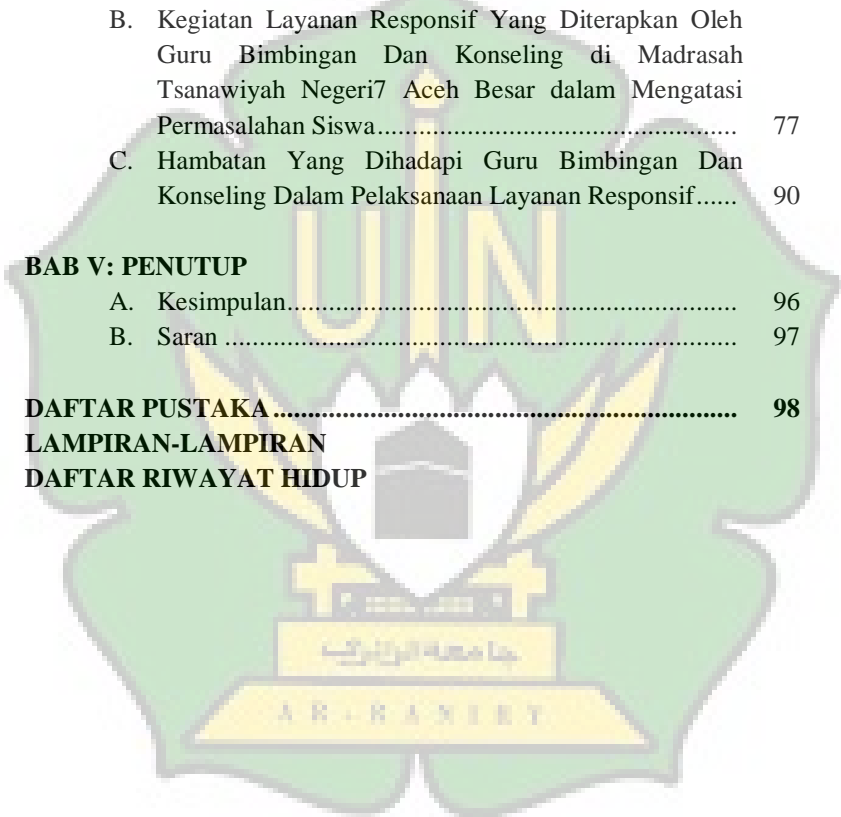 B. Kegiatan Layanan Responsif Yang Diterapkan Oleh
Guru Bimbingan Dan Konseling di Madrasah
Tsanawiyah Negeri7 Aceh Besar dalam Mengatasi
Permasalahan Siswa................................................. 77
C. Hambatan Yang Dihadapi Guru Bimbingan Dan
Konseling Dalam Pelaksanaan Layanan Responsif...... 90
BAB V: PENUTUP
A. Kesimpulan.............................................................. 96
B. Saran ...................................................................... 97
DAFTAR PUSTAKA................................................................ 98
LAMPIRAN-LAMPIRAN
DAFTAR RIWAYAT HIDUP
UIN
جامعة الرانيري
AR-RANIRY